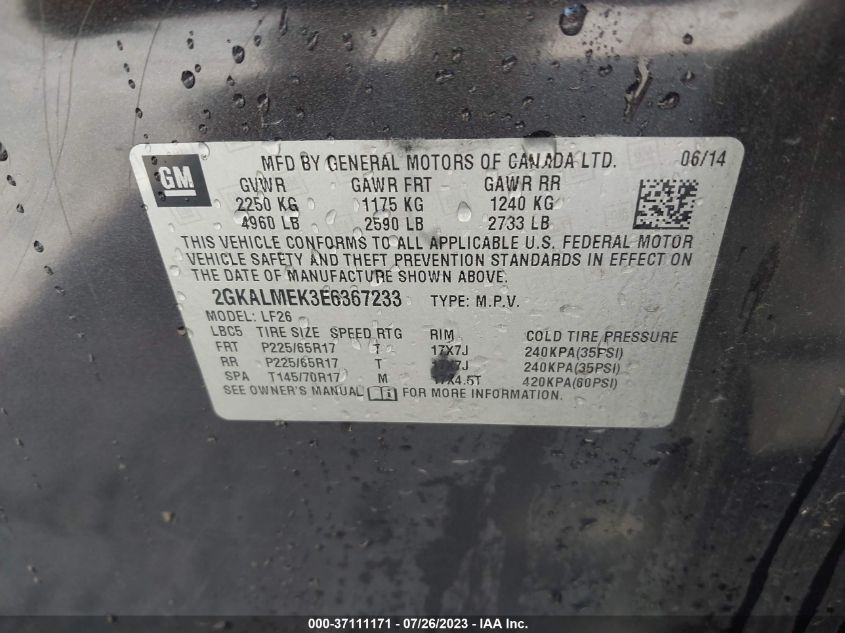 GM
MFD BY GENERAL MOTORS OF CANADA LTD. 06/14
GVWR GAWR FRT GAWR RR
2250 KG 1175 KG 1240 KG
4960 LB 2590 LB 2733 LB
THIS VEHICLE CONFORMS TO ALL APPLICABLE U.S. FEDERAL MOTOR
VEHICLE SAFETY AND THEFT PREVENTION STANDARDS IN EFFECT ON
THE DATE OF MANUFACTURE SHOWN ABOVE.
2GKALMEK3E6367233 TYPE: M.P.V.
MODEL: LF26
LBC5 TIRE SIZE SPEED RTG RIM COLD TIRE PRESSURE
FRT P225/65R17 T 17X7J 240KPA(35PSI)
RR P225/65R17 T 17X7J 240KPA(35PSI)
SPA T145/70R17 M 17X4.5T 420KPA(60PSI)
SEE OWNER'S MANUAL FOR MORE INFORMATION.
000-37111171 - 07/26/2023 - IAA Inc.